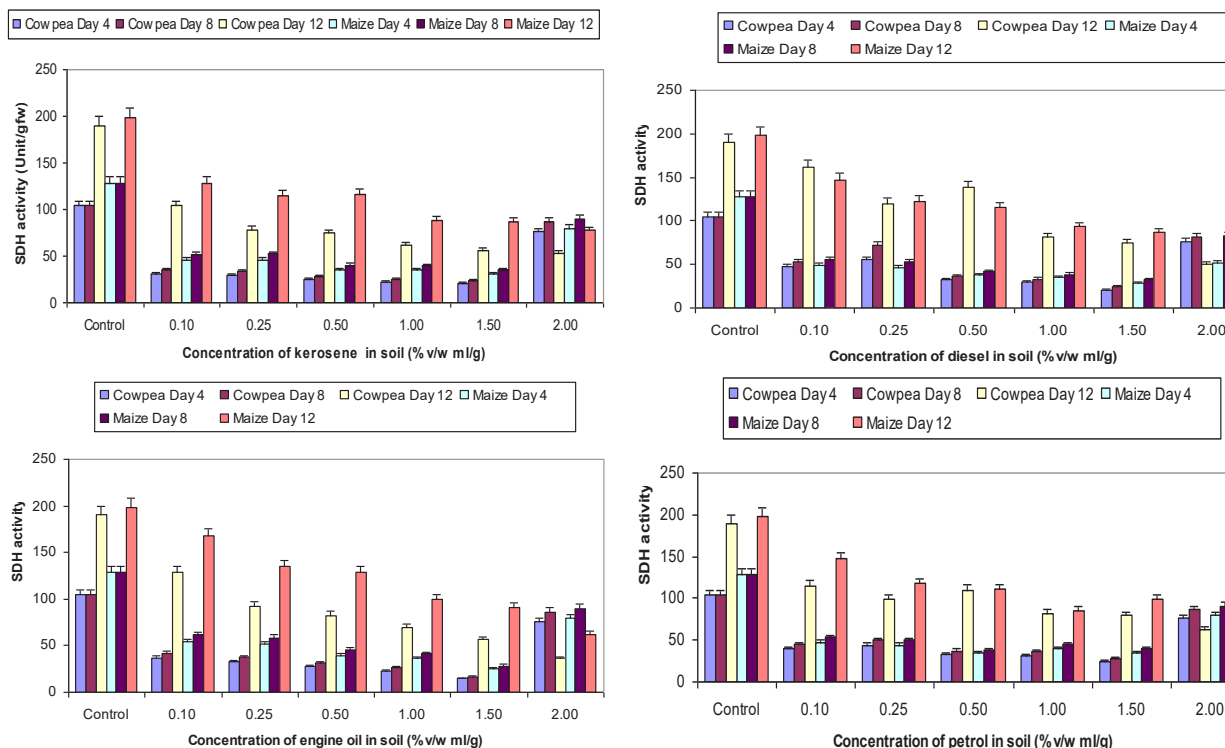 Cowpea Day 4 Cowpea Day 8 Cowpea Day 12 Maize Day 4 Maize Day 8 Maize Day 12
250
200
150
100
50
0
SDH activity (Unit/gfw)
Control 0.10 0.25 0.50 1.00 1.50 2.00
Concentration of kerosene in soil (% v/w ml/g)
Cowpea Day 4 Cowpea Day 8 Cowpea Day 12 Maize Day 4
Maize Day 8 Maize Day 12
250
200
150
100
50
0
SDH activity
Control 0.10 0.25 0.50 1.00 1.50 2.00
Concentration of diesel in soil (% v/w ml/g)
Cowpea Day 4 Cowpea Day 8 Cowpea Day 12 Maize Day 4
Maize Day 8 Maize Day 12
250
200
150
100
50
0
SDH activity
Control 0.10 0.25 0.50 1.00 1.50 2.00
Concentration of engine oil in soil (% v/w ml/g)
Cowpea Day 4 Cowpea Day 8 Cowpea Day 12 Maize Day 4
Maize Day 8 Maize Day 12
250
200
150
100
50
0
SDH activity
Control 0.10 0.25 0.50 1.00 1.50 2.00
Concentration of petrol in soil (% v/w ml/g)